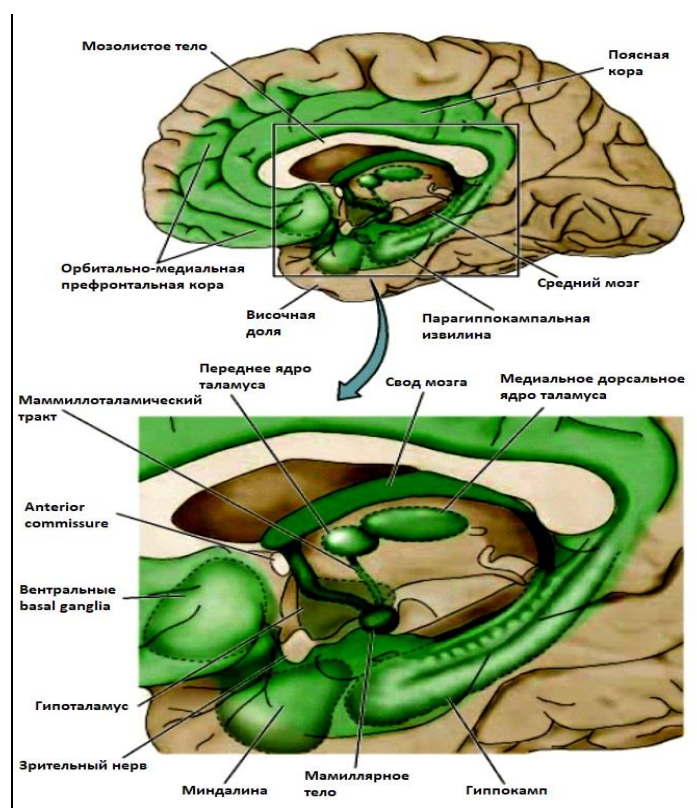 Мозолистое тело
Поясная
кора
Орбитально-медиальная
префронтальная кора
Средний мозг
Височная
доля
Парагиппокампальная
извилина
Переднее ядро
таламуса
Свод мозга
Медиальное дорсальное
ядро таламуса
Маммиллоталамический
тракт
Anterior
commissure
Вентральные
basal ganglia
Гипоталамус
Зрительный нерв
Миндалина
Мамиллярное
тело
Гиппокамп